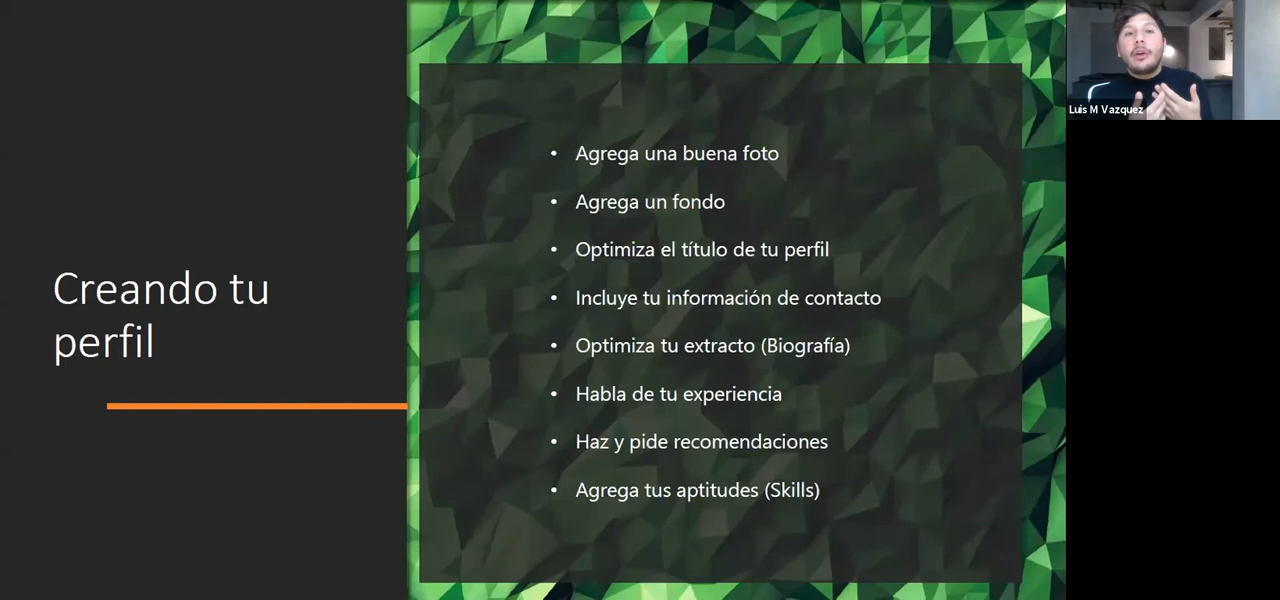 Creando tu
perfil
• Agrega una buena foto
• Agrega un fondo
• Optimiza el título de tu perfil
• Incluye tu información de contacto
• Optimiza tu extracto (Biografía)
• Habla de tu experiencia
• Haz y pide recomendaciones
• Agrega tus aptitudes (Skills)
Luis M Vazquez